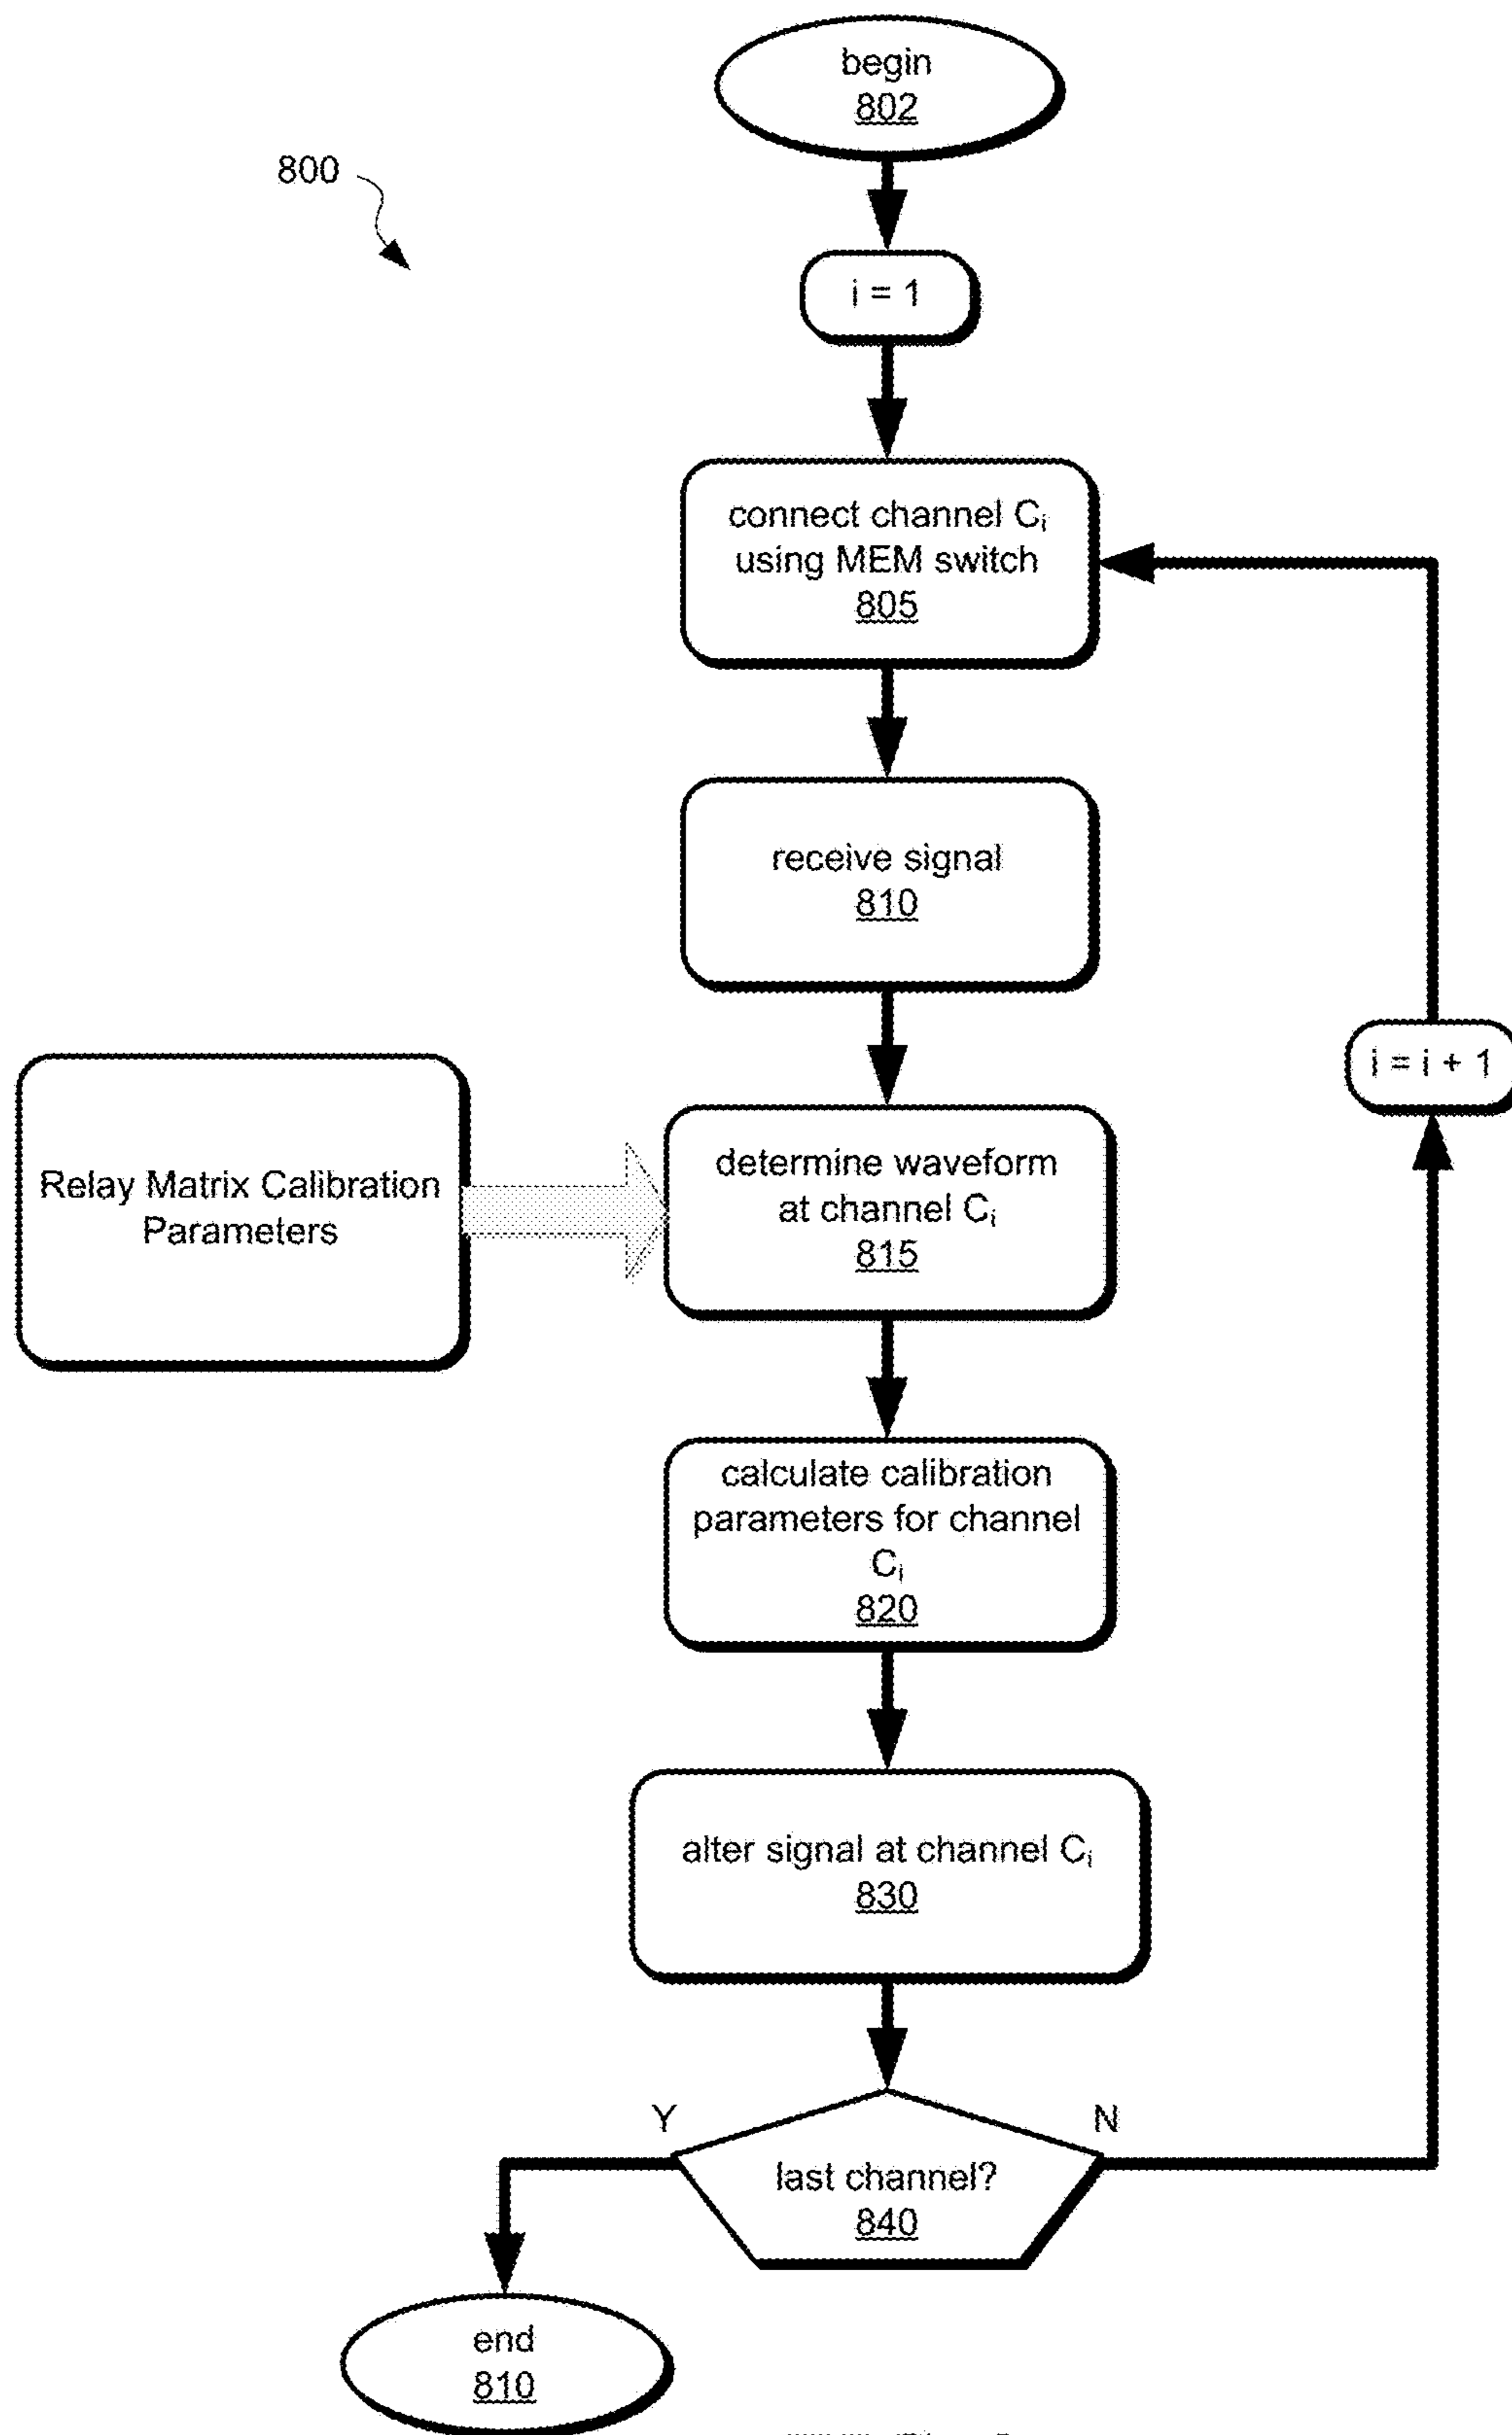 begin
802
800
i = 1
connect channel Cᵢ
using MEM switch
805
receive signal
810
i = i + 1
Relay Matrix Calibration
Parameters
determine waveform
at channel Cᵢ
815
calculate calibration
parameters for channel
Cᵢ
820
alter signal at channel Cᵢ
830
Y
N
last channel?
840
end
810